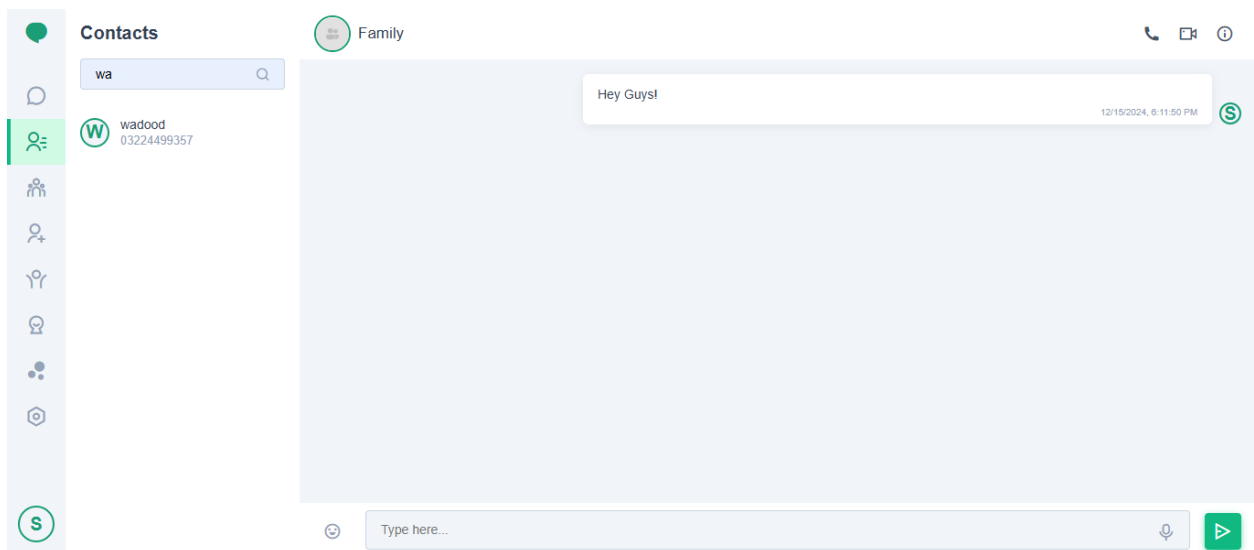 Contacts
wa
W
wadood
03224499357
S
Family
Hey Guys!
12/15/2024, 6:11:50 PM
S
Type here...